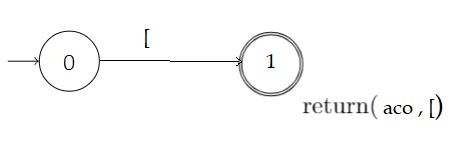 [
0
1
return( aco , [)